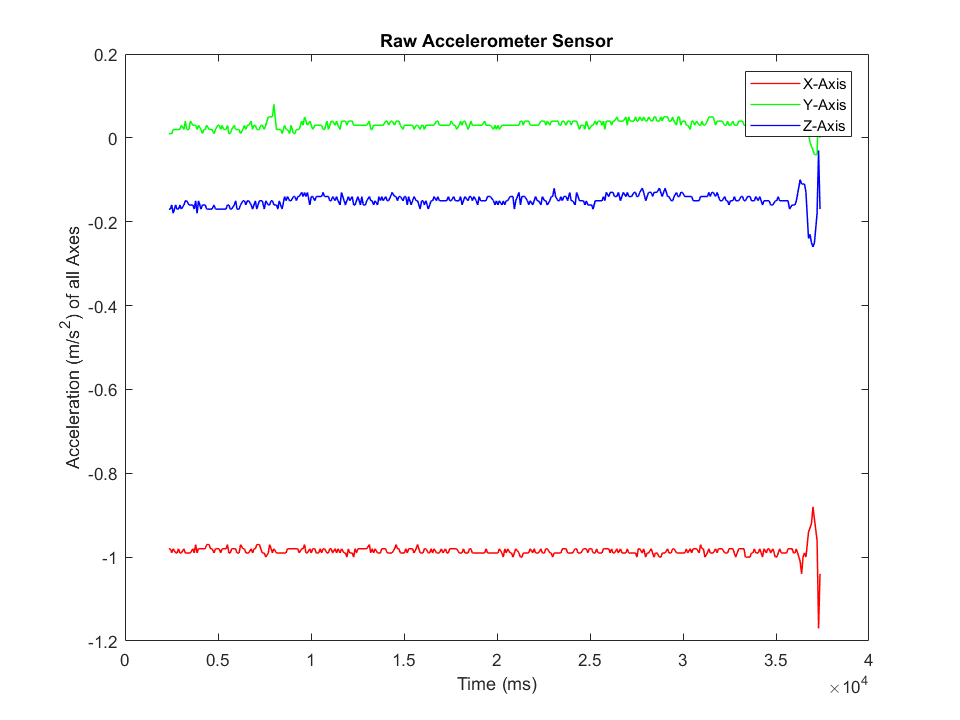 Raw Accelerometer Sensor
X-Axis
Y-Axis
Z-Axis
0.2
0
-0.2
-0.4
-0.6
-0.8
-1
-1.2
Acceleration (m/s²) of all Axes
0 0.5 1 1.5 2 2.5 3 3.5 4
Time (ms)
×10⁴